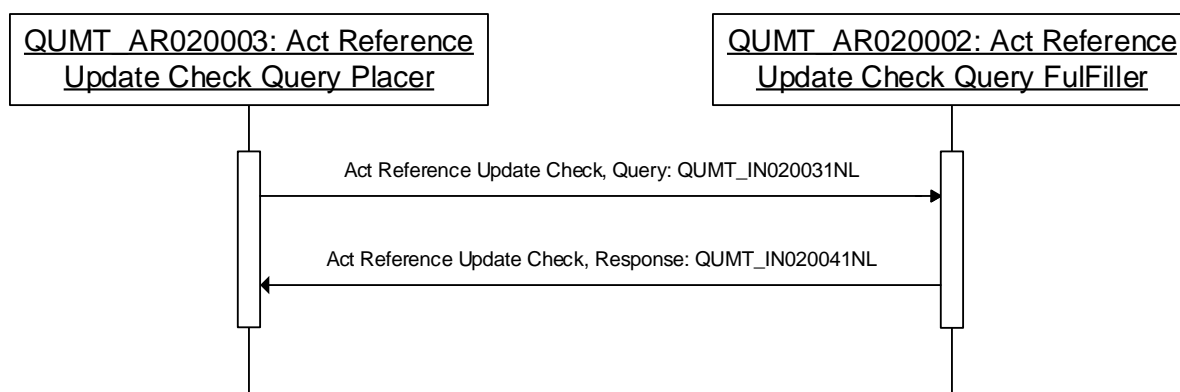 QUMT_AR020003: Act Reference
Update Check Query Placer
QUMT_AR020002: Act Reference
Update Check Query FulFiller
Act Reference Update Check, Query: QUMT_IN020031NL
Act Reference Update Check, Response: QUMT_IN020041NL